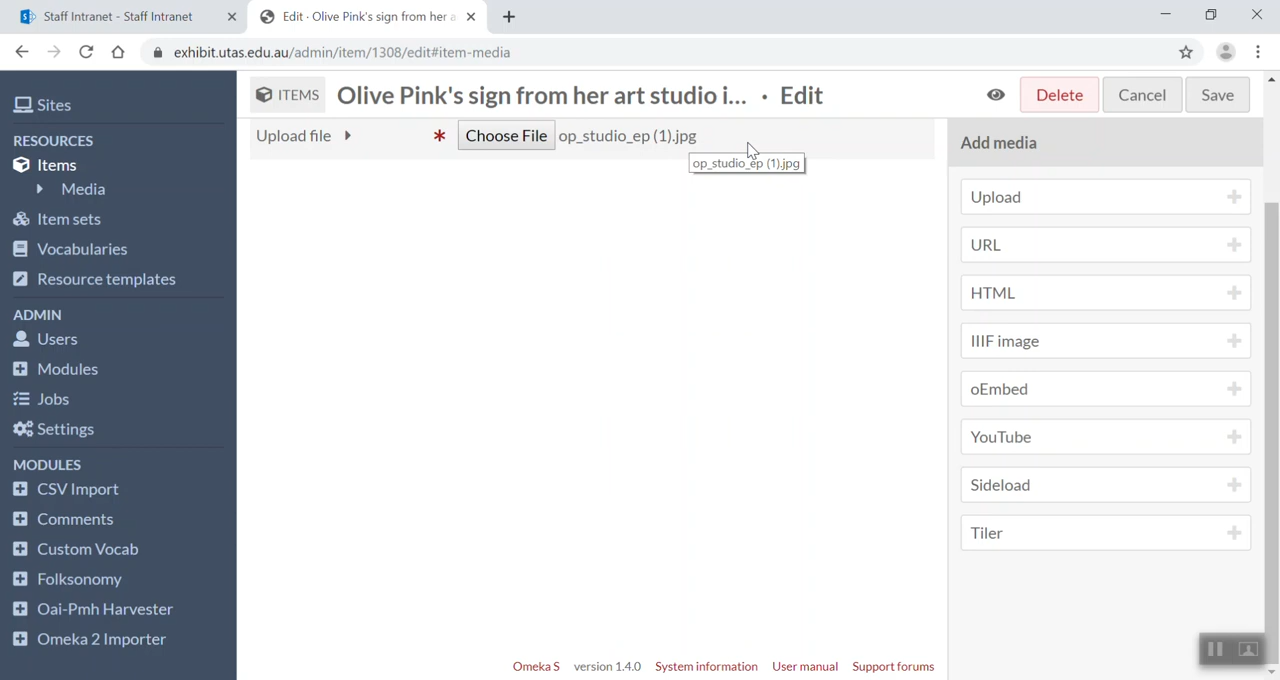 Staff Intranet - Staff Intranet
Edit · Olive Pink's sign from her a
exhibit.utas.edu.au/admin/item/1308/edit#item-media
Sites
RESOURCES
Items
Media
Item sets
Vocabularies
Resource templates
ADMIN
Users
Modules
Jobs
Settings
MODULES
CSV Import
Comments
Custom Vocab
Folksonomy
Oai-Pmh Harvester
Omeka 2 Importer
ITEMS Olive Pink's sign from her art studio i... · Edit
Delete Cancel Save
Upload file * Choose File op_studio_ep (1).jpg
op_studio_ep (1).jpg
Add media
Upload
URL
HTML
IIIF image
oEmbed
YouTube
Sideload
Tiler
Omeka S version 1.4.0 System information User manual Support forums